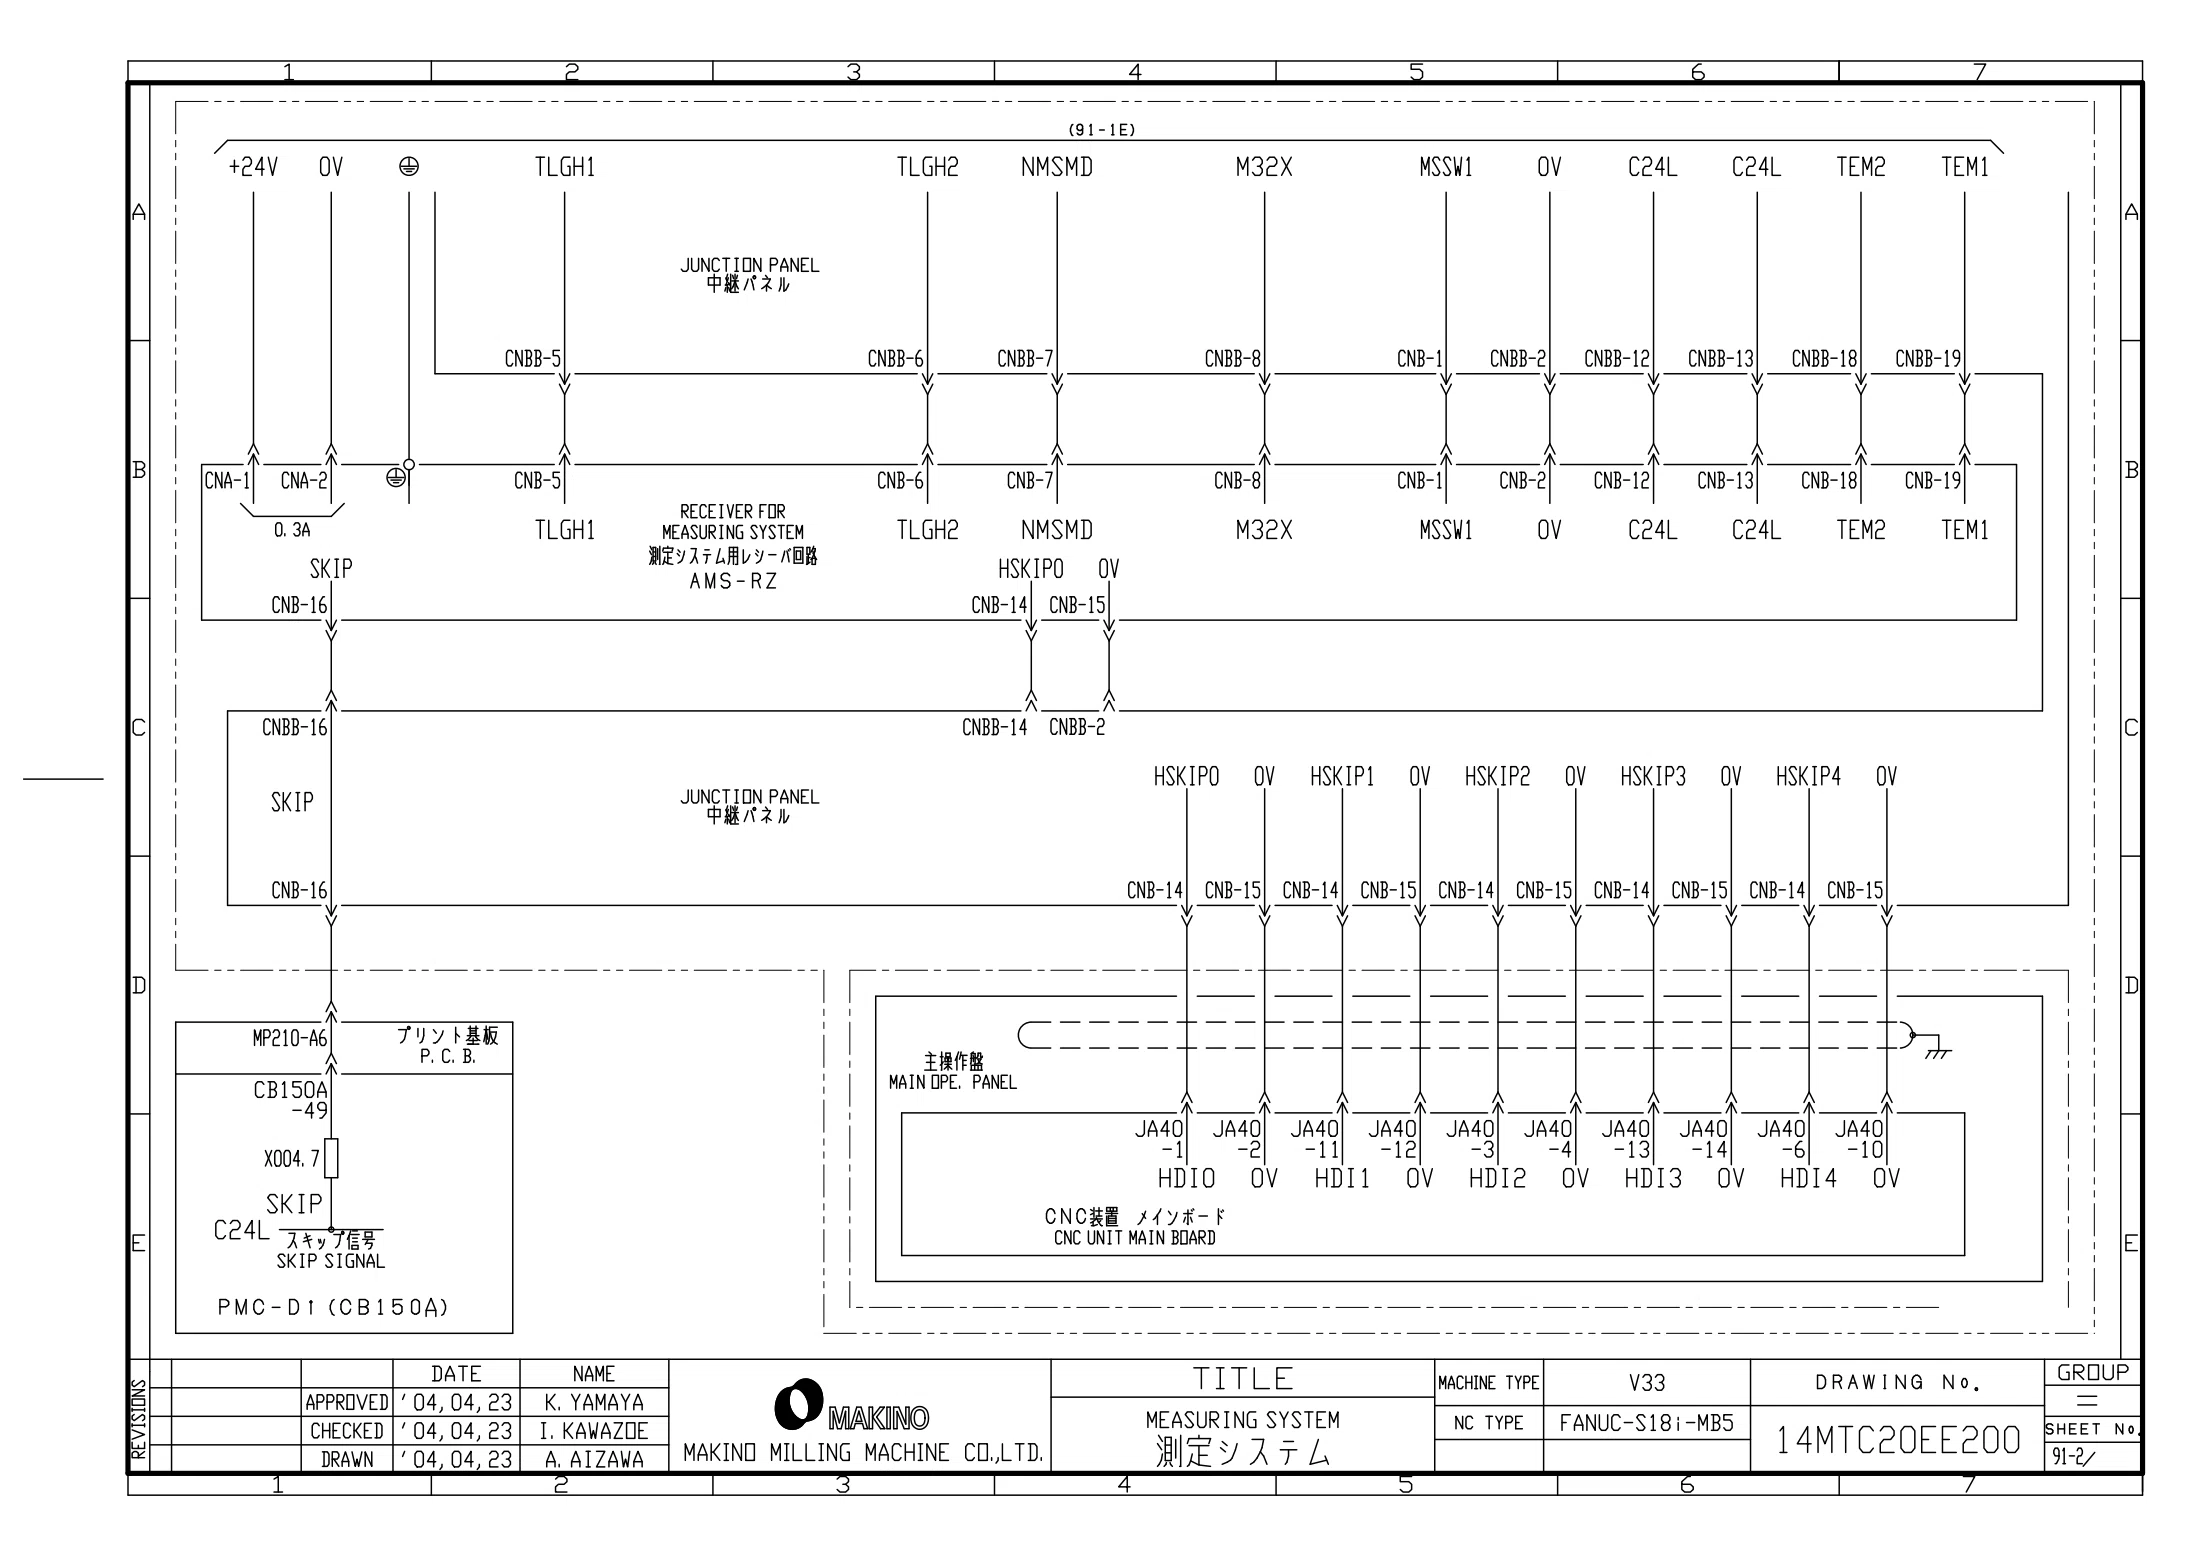 1 2 3 4 5 6 7
(91-1E)
+24V 0V TLGH1 TLGH2 NMSMD M32X MSSW1 0V C24L C24L TEM2 TEM1
A A
JUNCTION PANEL
中継パネル
CNBB-5 CNBB-6 CNBB-7 CNBB-8 CNB-1 CNBB-2 CNBB-12 CNBB-13 CNBB-18 CNBB-19
B B
CNA-1 CNA-2 CNB-5 CNB-6 CNB-7 CNB-8 CNB-1 CNB-2 CNB-12 CNB-13 CNB-18 CNB-19
0.3A
RECEIVER FOR
MEASURING SYSTEM
測定システム用レシーバ回路
AMS-RZ
TLGH1 TLGH2 NMSMD M32X MSSW1 0V C24L C24L TEM2 TEM1
SKIP HSKIP0 0V
CNB-16 CNB-14 CNB-15
C C
CNBB-16 CNBB-14 CNBB-2
HSKIP0 0V HSKIP1 0V HSKIP2 0V HSKIP3 0V HSKIP4 0V
SKIP
JUNCTION PANEL
中継パネル
CNB-16 CNB-14 CNB-15 CNB-14 CNB-15 CNB-14 CNB-15 CNB-14 CNB-15 CNB-14 CNB-15
D D
MP210-A6
プリント基板
P.C.B.
主操作盤
MAIN OPE. PANEL
CB150A
-49
JA40 JA40 JA40 JA40 JA40 JA40 JA40 JA40 JA40 JA40
-1 -2 -11 -12 -3 -4 -13 -14 -6 -10
HDI0 0V HDI1 0V HDI2 0V HDI3 0V HDI4 0V
X004.7
SKIP
C24L
スキップ信号
SKIP SIGNAL
CNC装置 メインボード
CNC UNIT MAIN BOARD
E E
PMC-DI(CB150A)
REVISIONS
DATE NAME
APPROVED '04,04,23 K. YAMAYA
CHECKED '04,04,23 I. KAWAZOE
DRAWN '04,04,23 A. AIZAWA
MAKINO
MAKINO MILLING MACHINE CO.,LTD.
TITLE
MEASURING SYSTEM
測定システム
MACHINE TYPE V33
NC TYPE FANUC-S18i-MB5
DRAWING No.
14MTC20EE200
GROUP
=
SHEET No.
91-2/
1 2 3 4 5 6 7